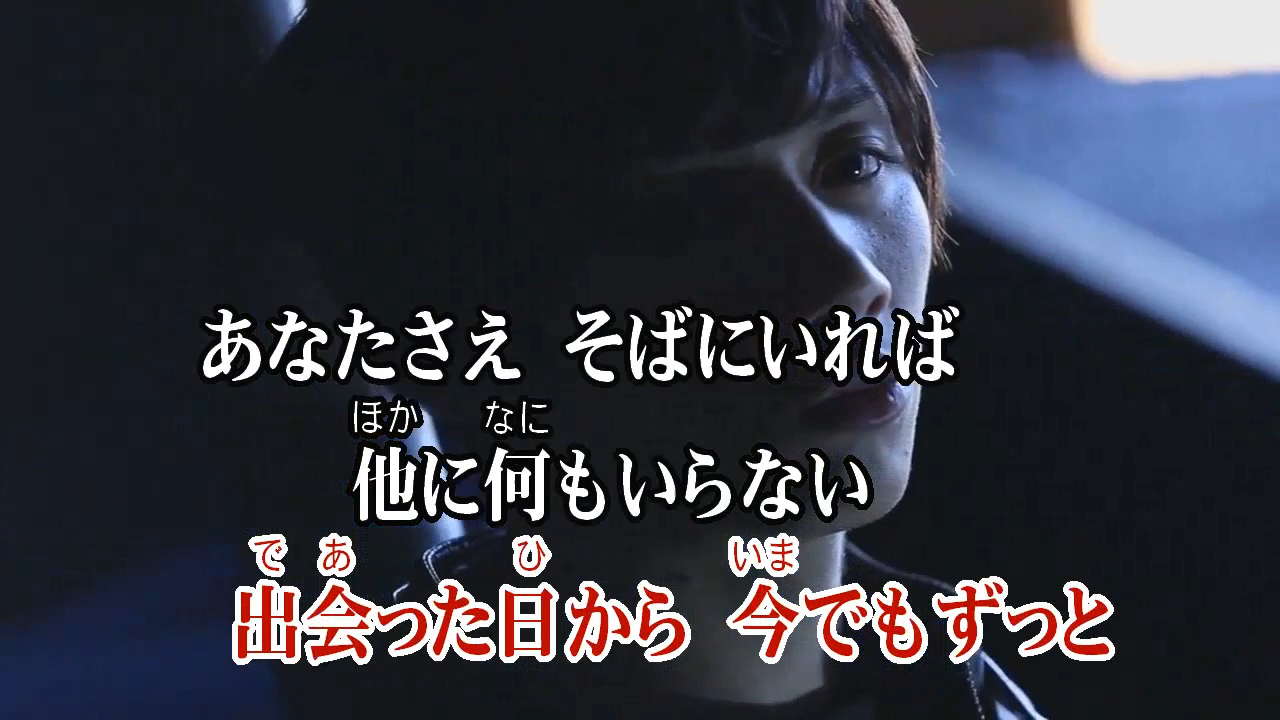 あなたさえ そばにいれば
ほか なに
他に何もいらない
で あ ひ いま
出会った日から 今でもずっと